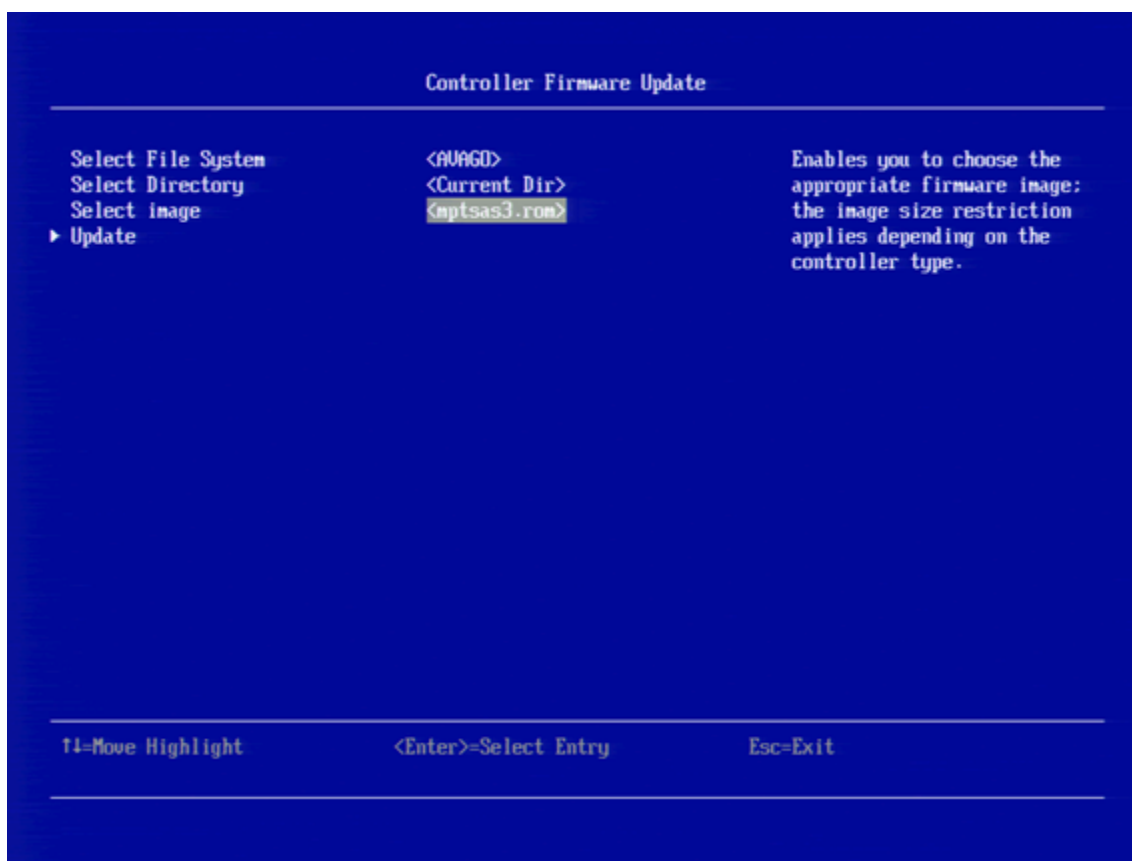 Controller Firmware Update
Select File System <AVAGO>
Select Directory <Current Dir>
Select image <mptsas3.rom>
▶ Update
Enables you to choose the
appropriate firmware image;
the image size restriction
applies depending on the
controller type.
↑↓=Move Highlight <Enter>=Select Entry Esc=Exit